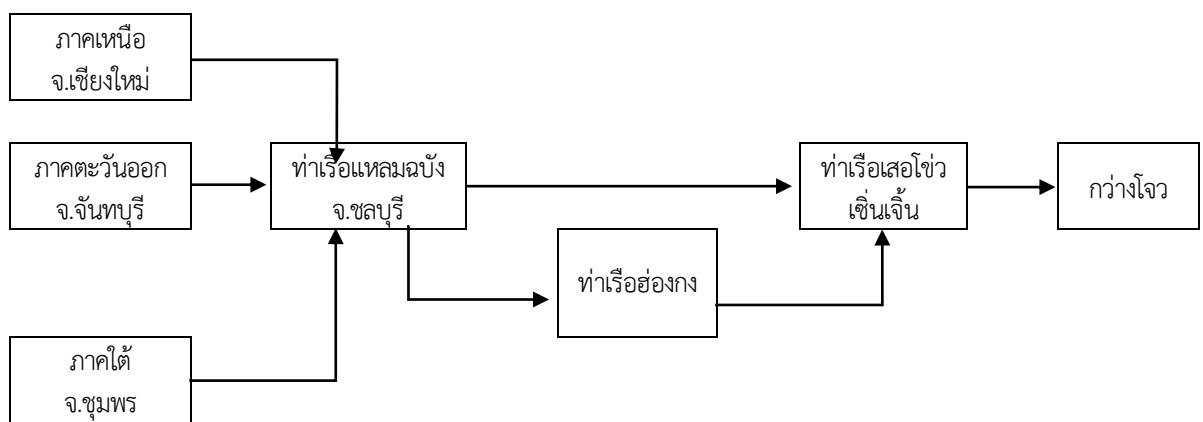 ภาคเหนือ
จ.เชียงใหม่
ภาคตะวันออก
จ.จันทบุรี
ท่าเรือแหลมฉบัง
จ.ชลบุรี
ท่าเรือเสอโข่ว
เซิ่นเจิ้น
กว่างโจว
ท่าเรือฮ่องกง
ภาคใต้
จ.ชุมพร